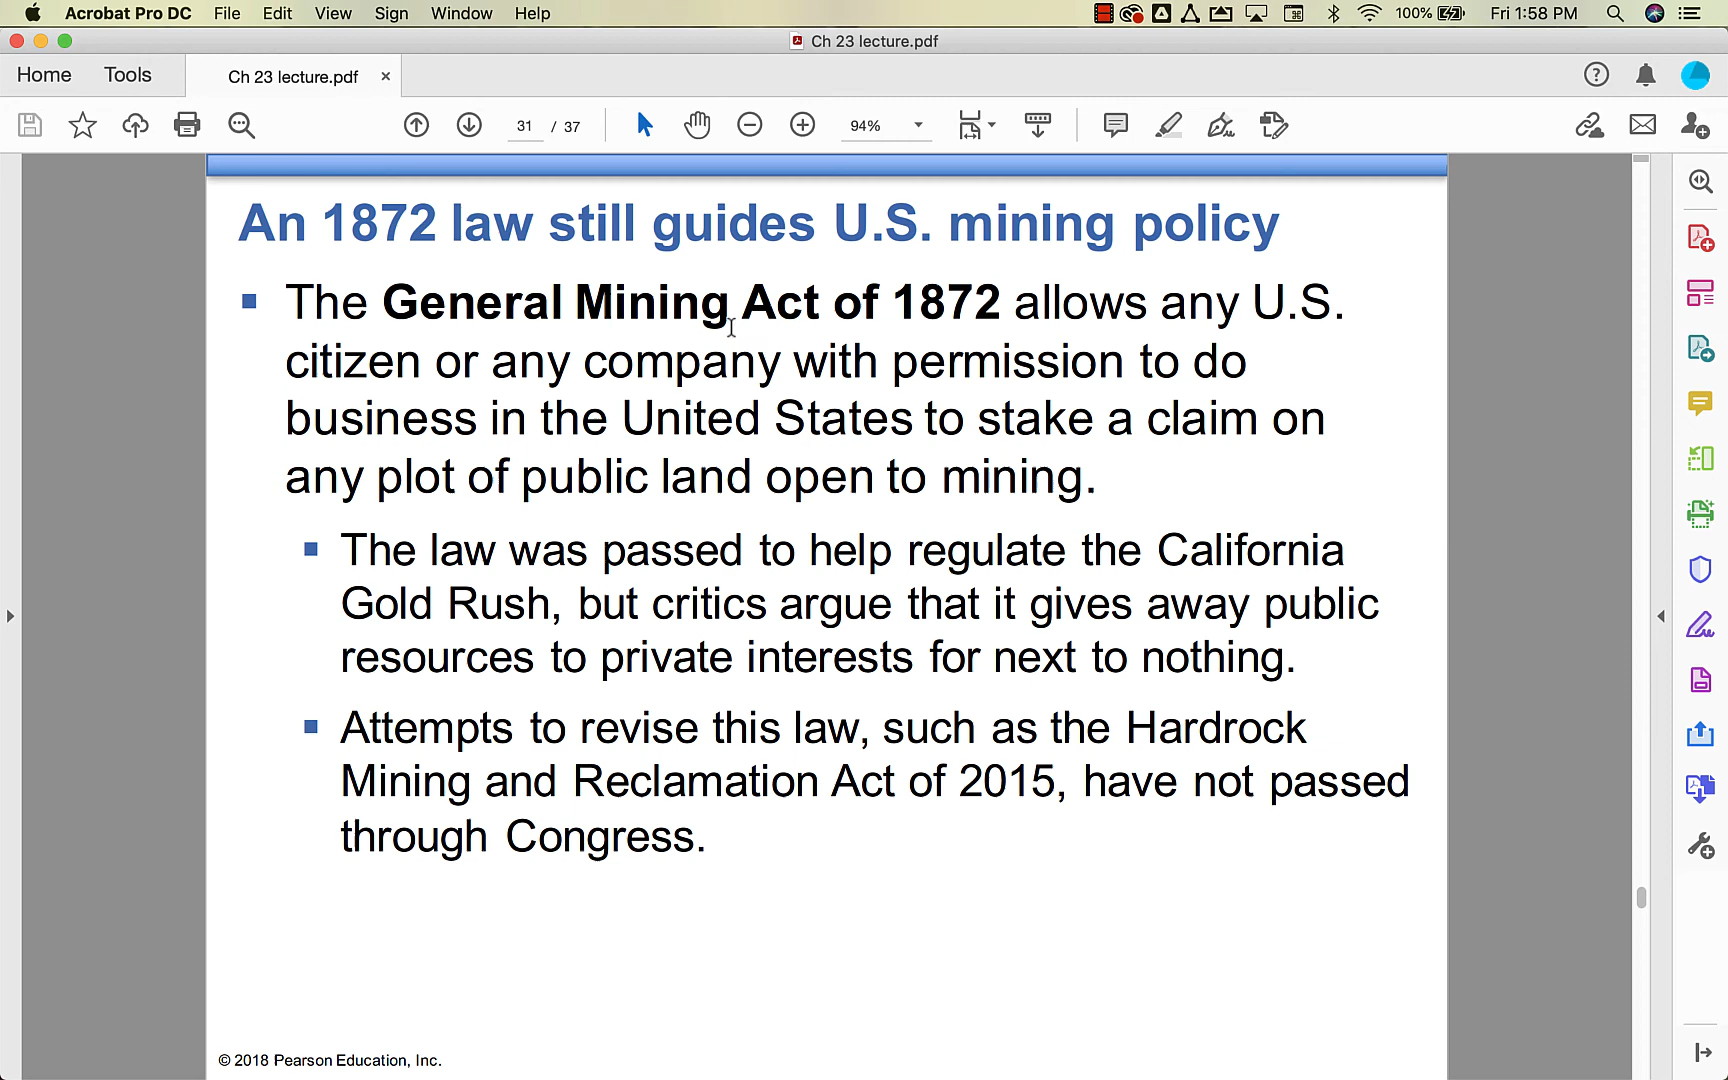 Acrobat Pro DC File Edit View Sign Window Help 100% Fri 1:58 PM
Ch 23 lecture.pdf
Home Tools Ch 23 lecture.pdf ×
31 / 37 94%
An 1872 law still guides U.S. mining policy
The General Mining Act of 1872 allows any U.S.
citizen or any company with permission to do
business in the United States to stake a claim on
any plot of public land open to mining.
The law was passed to help regulate the California
Gold Rush, but critics argue that it gives away public
resources to private interests for next to nothing.
Attempts to revise this law, such as the Hardrock
Mining and Reclamation Act of 2015, have not passed
through Congress.
© 2018 Pearson Education, Inc.